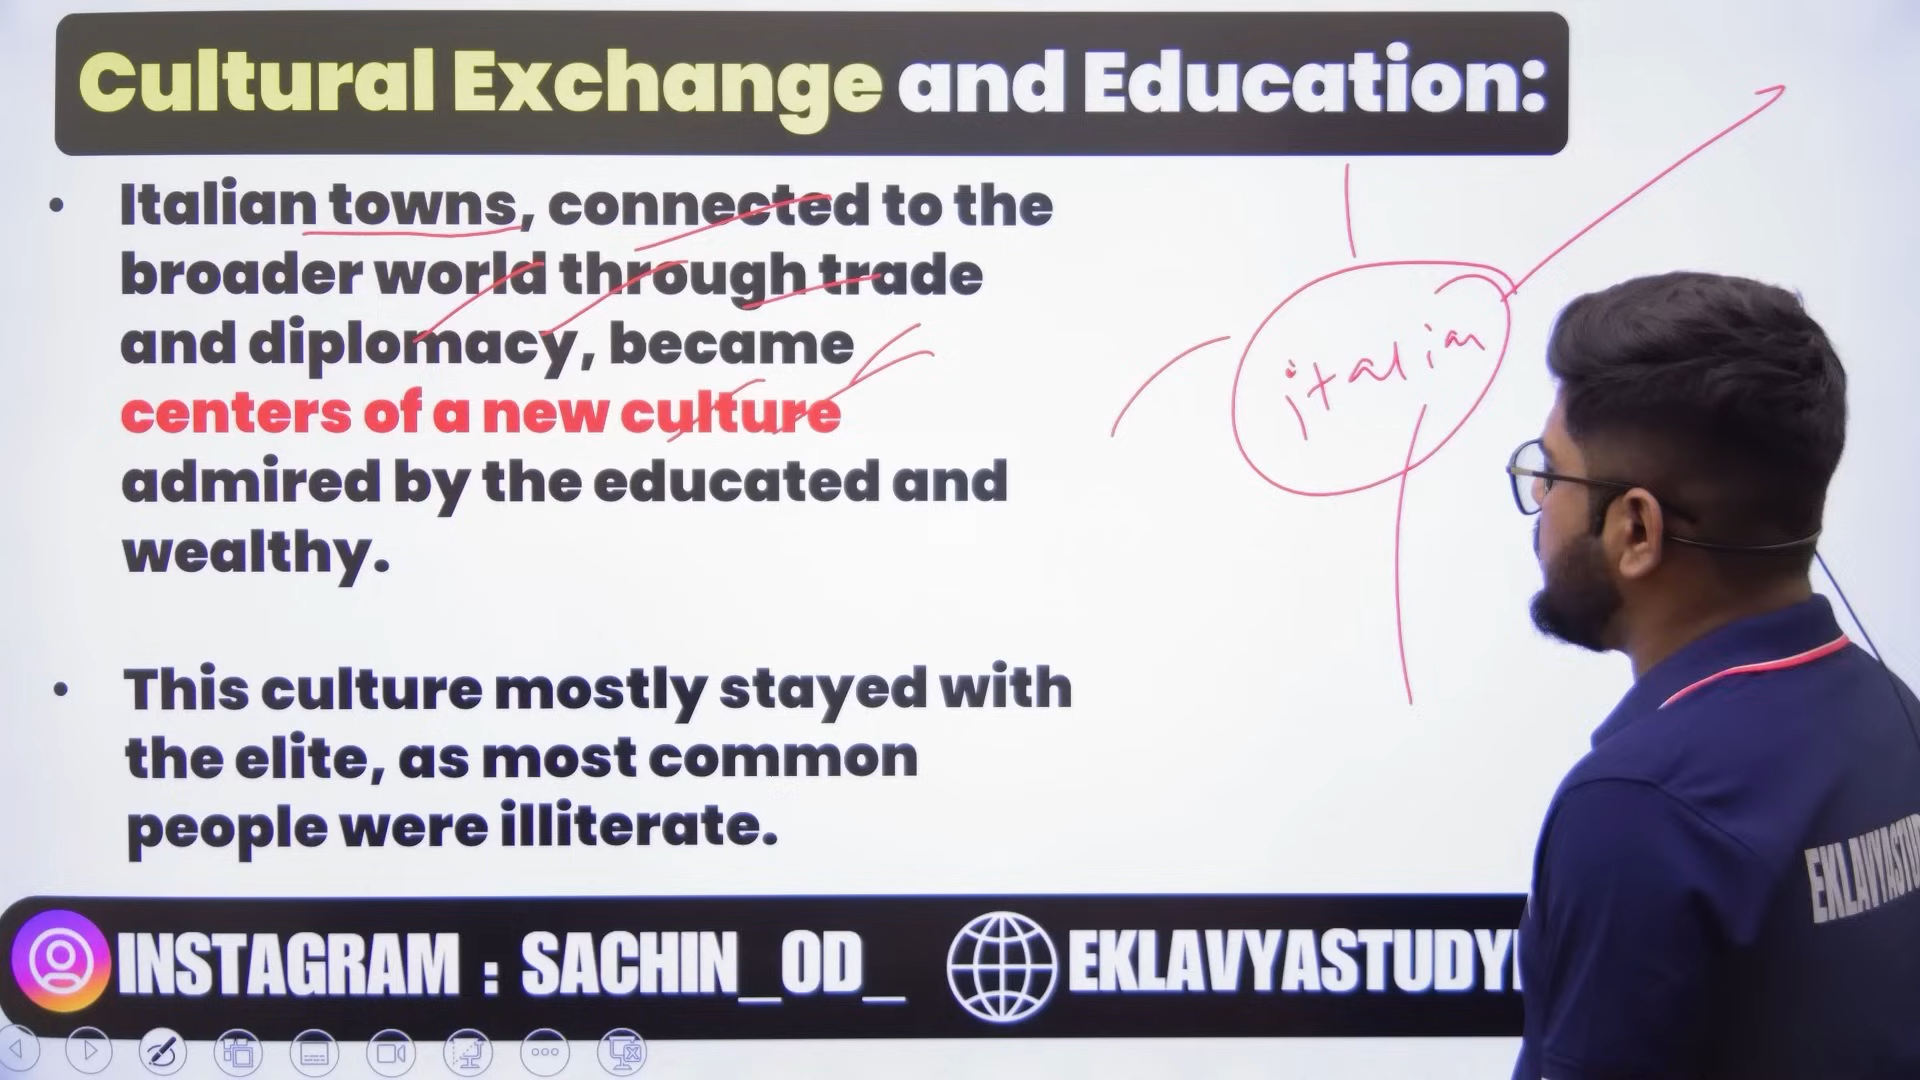 Cultural Exchange and Education:
• Italian towns, connected to the
broader world through trade
and diplomacy, became
centers of a new culture
admired by the educated and
wealthy.
• This culture mostly stayed with
the elite, as most common
people were illiterate.
italian
INSTAGRAM : SACHIN_OD_ EKLAVYASTUDY
EKLAVYASTUD